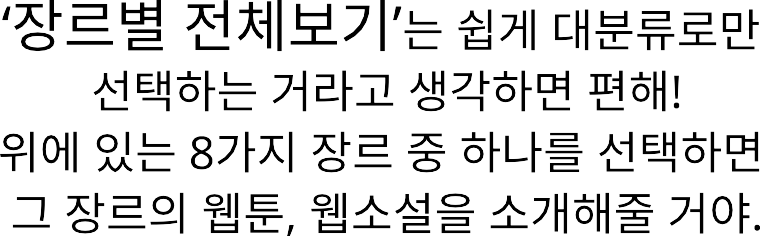 ‘장르별 전체보기’는 쉽게 대분류로만
선택하는 거라고 생각하면 편해!
위에 있는 8가지 장르 중 하나를 선택하면
그 장르의 웹툰, 웹소설을 소개해줄 거야.